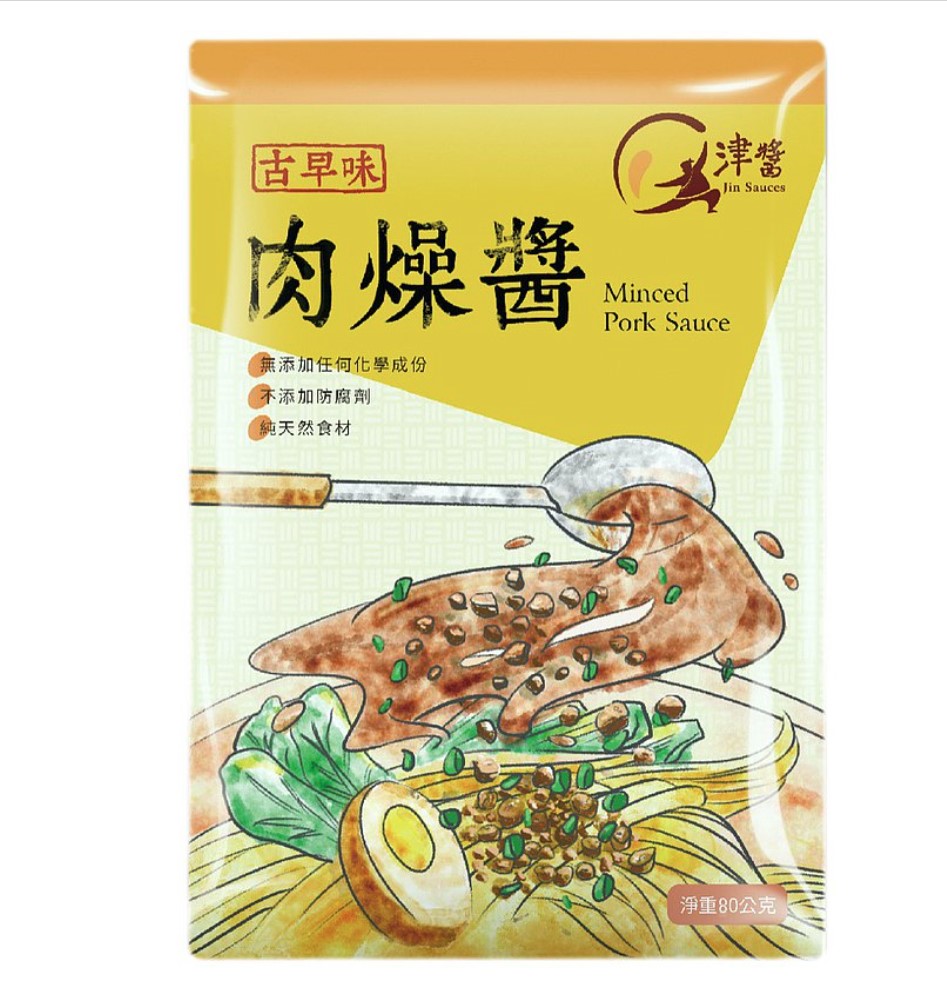 古早味
津醬
Jin Sauces
肉燥醬
Minced
Pork Sauce
無添加任何化學成份
不添加防腐劑
純天然食材
淨重80公克